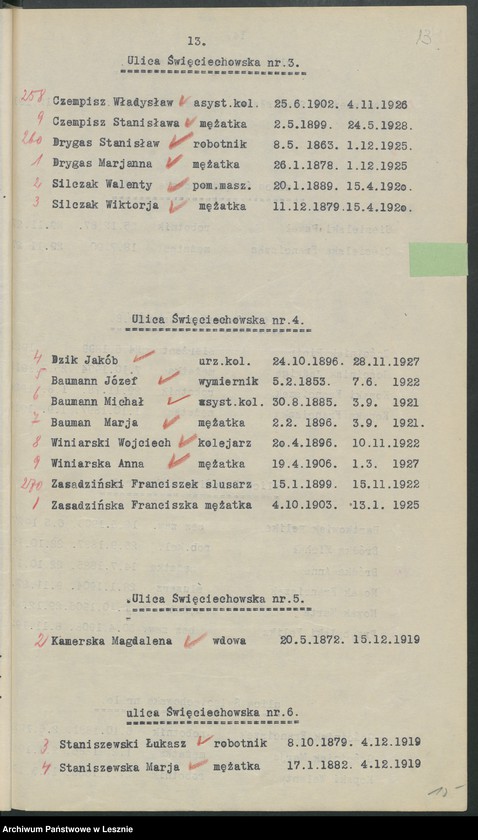 13.
13
Ulica Święciechowska nr.3.
258 Czempisz Władysław asyst.kol. 25.6.1902. 4.11.1926
9 Czempisz Stanisława mężatka 2.5.1899. 24.5.1928.
260 Drygas Stanisław robotnik 8.5. 1863. 1.12.1925.
1 Drygas Marjanna mężatka 26.1.1878. 1.12.1925
2 Silczak Walenty pom.masz. 20.1.1889. 15.4.192o.
3 Silczak Wiktorja mężatka 11.12.1879.15.4.192o.
Ulica Święciechowska nr.4.
4 Dzik Jakób urz.kol. 24.10.1896. 28.11.1927
5 Baumann Józef wymiernik 5.2.1853. 7.6. 1922
6 Baumann Michał asyst.kol. 30.8.1885. 3.9. 1921
7 Bauman Marja mężatka 2.2. 1896. 3.9. 1921.
8 Winiarski Wojciech kolejarz 2o.4.1896. 10.11.1922
9 Winiarska Anna mężatka 19.4.1906. 1.3. 1927
270 Zasadziński Franciszek slusarz 15.1.1899. 15.11.1922
1 Zasadzińska Franciszka mężatka 4.10.1903. 13.1. 1925
Ulica Święciechowska nr.5.
2 Kamerska Magdalena wdowa 20.5.1872. 15.12.1919
ulica Święciechowska nr.6.
3 Staniszewski Łukasz robotnik 8.10.1879. 4.12.1919
4 Staniszewska Marja mężatka 17.1.1882. 4.12.1919
15
Archiwum Państwowe w Lesznie